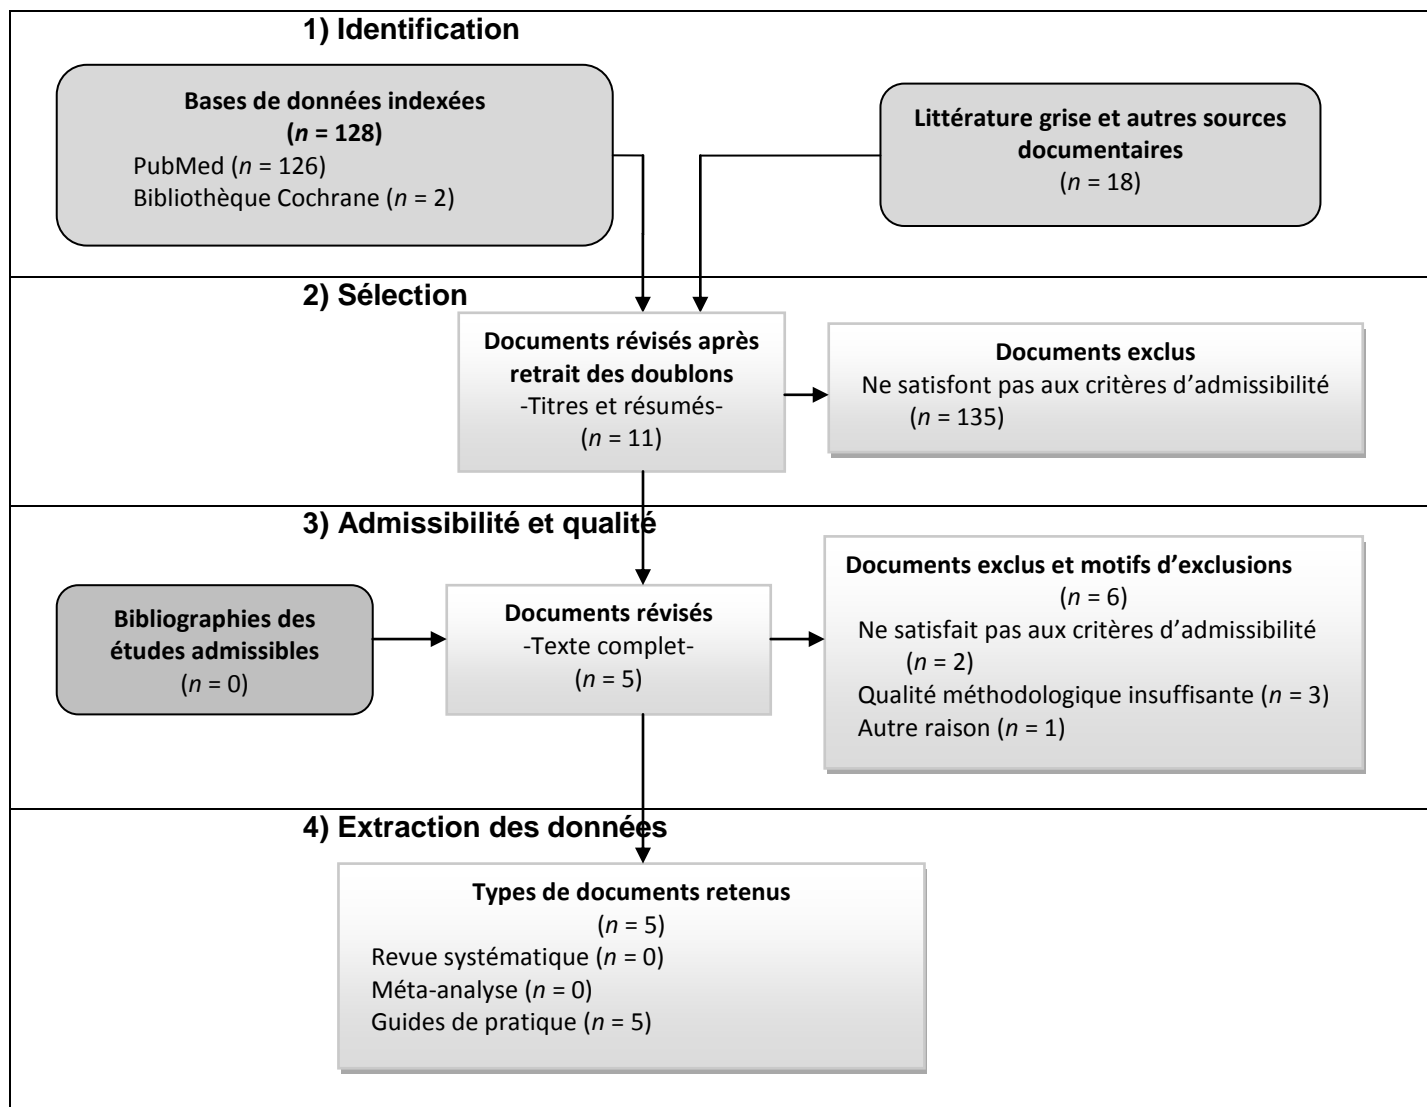 1) Identification
Bases de données indexées
(n = 128)
PubMed (n = 126)
Bibliothèque Cochrane (n = 2)
Littérature grise et autres sources
documentaires
(n = 18)
2) Sélection
Documents révisés après
retrait des doublons
-Titres et résumés-
(n = 11)
Documents exclus
Ne satisfont pas aux critères d’admissibilité
(n = 135)
3) Admissibilité et qualité
Bibliographies des
études admissibles
(n = 0)
Documents révisés
-Texte complet-
(n = 5)
Documents exclus et motifs d’exclusions
(n = 6)
Ne satisfait pas aux critères d’admissibilité
(n = 2)
Qualité méthodologique insuffisante (n = 3)
Autre raison (n = 1)
4) Extraction des données
Types de documents retenus
(n = 5)
Revue systématique (n = 0)
Méta-analyse (n = 0)
Guides de pratique (n = 5)